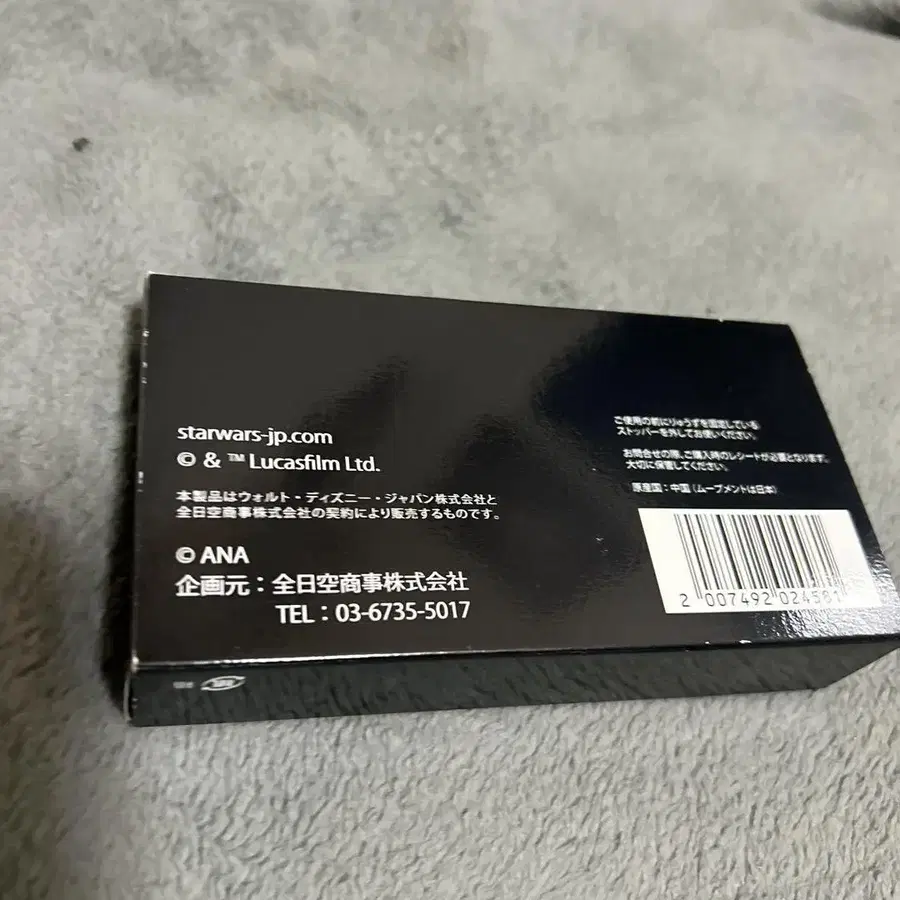 starwars-jp.com
© & ™ Lucasfilm Ltd.
本製品はウォルト・ディズニー・ジャパン株式会社と
全日空商事株式会社の契約により販売するものです。
© ANA
企画元：全日空商事株式会社
TEL：03-6735-5017
ご使用の前にりゅうずを固定している
ストッパーを外してお使いください。
お問合せの際、ご購入時のレシートが必要となります。
大切に保管してください。
原産国：中国（ムーブメントは日本）
2 007492 024581